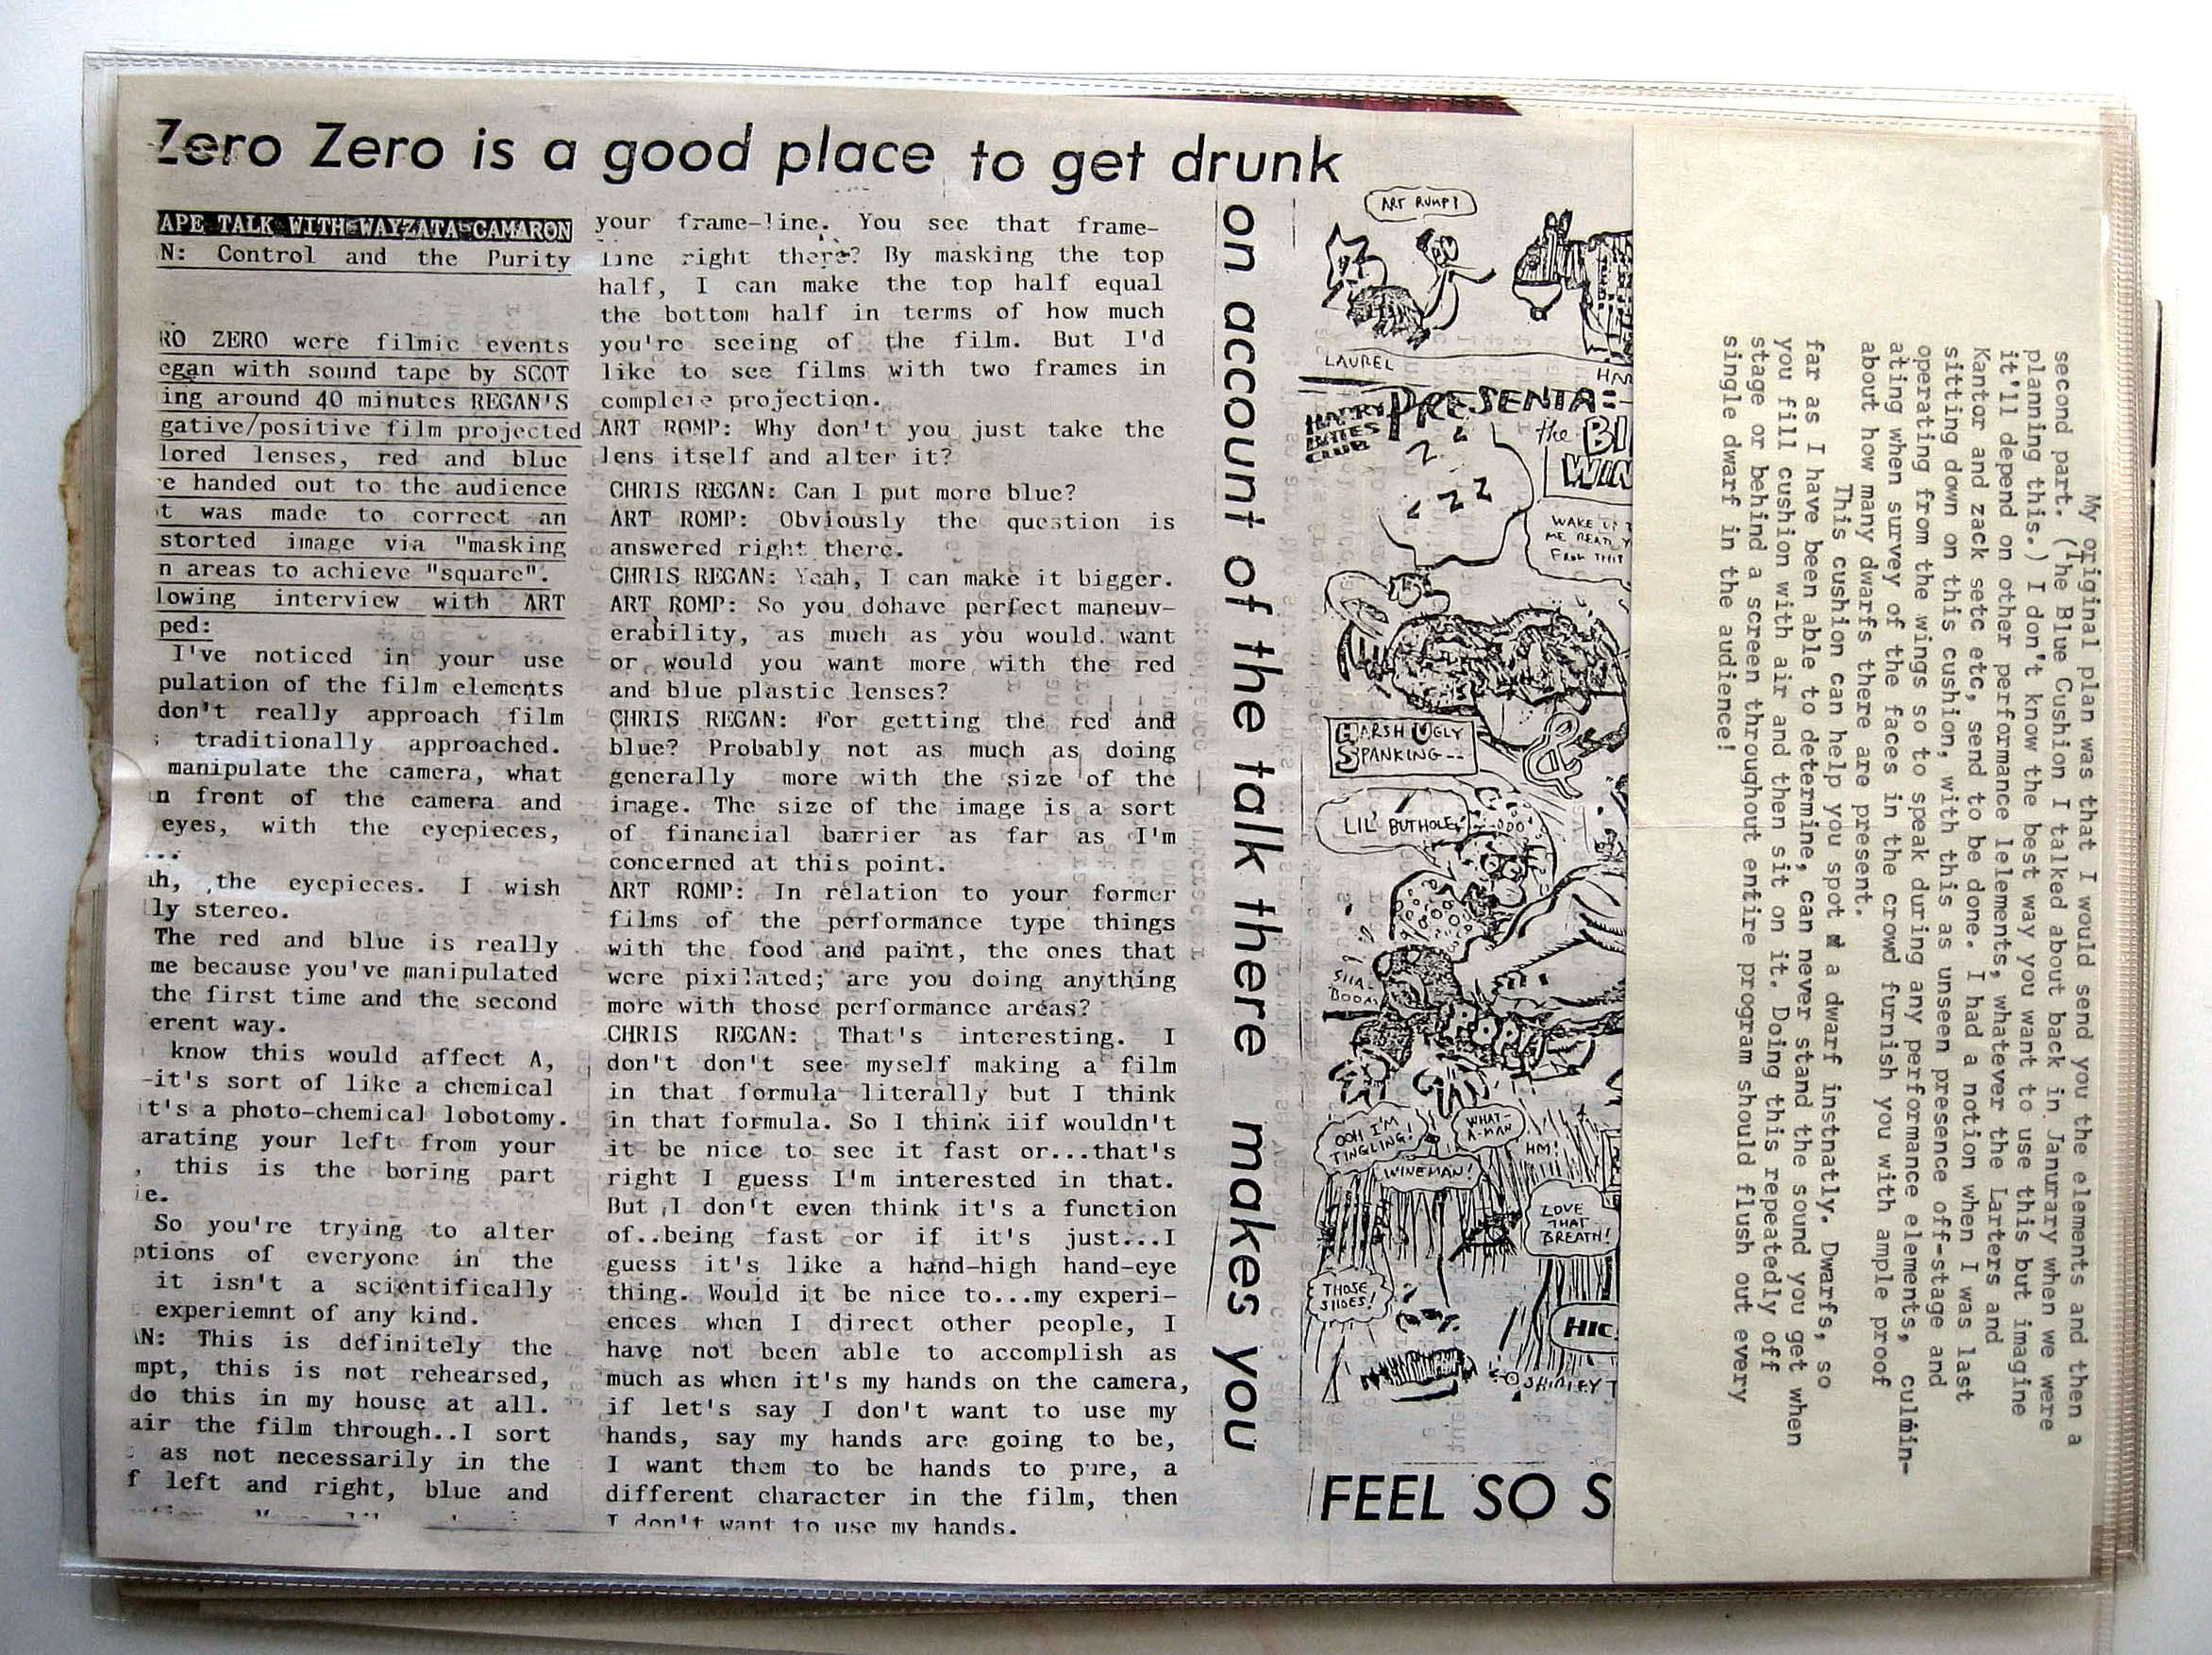 Zero Zero is a good place to get drunk
APE TALK WITH WAYZATA-CAMARON
N: Control and the Purity
RO ZERO were filmic events
egan with sound tape by SCOT
ing around 40 minutes REGAN'S
gative/positive film projected
lored lenses, red and blue
e handed out to the audience
t was made to correct an
storted image via "masking
n areas to achieve "square".
lowing interview with ART
ped:
I've noticed in your use
pulation of the film elements
don't really approach film
traditionally approached.
manipulate the camera, what
n front of the camera and
eyes, with the eyepieces,
...
ah, the eyepieces. I wish
ly stereo.
The red and blue is really
me because you've manipulated
the first time and the second
erent way.
know this would affect A,
-it's sort of like a chemical
it's a photo-chemical lobotomy.
arating your left from your
, this is the boring part
ie.
So you're trying to alter
ptions of everyone in the
it isn't a scientifically
experiemnt of any kind.
AN: This is definitely the
mpt, this is not rehearsed,
do this in my house at all.
air the film through..I sort
as not necessarily in the
f left and right, blue and
your frame-line. You see that frame-
line right there? By masking the top
half, I can make the top half equal
the bottom half in terms of how much
you're seeing of the film. But I'd
like to see films with two frames in
complete projection.
ART ROMP: Why don't you just take the
lens itself and alter it?
CHRIS REGAN: Can I put more blue?
ART ROMP: Obviously the question is
answered right there.
CHRIS REGAN: Yeah, I can make it bigger.
ART ROMP: So you dohave perfect maneuv-
erability, as much as you would want
or would you want more with the red
and blue plastic lenses?
CHRIS REGAN: For getting the red and
blue? Probably not as much as doing
generally more with the size of the
image. The size of the image is a sort
of financial barrier as far as I'm
concerned at this point.
ART ROMP: In relation to your former
films of the performance type things
with the food and paint, the ones that
were pixilated; are you doing anything
more with those performance areas?
CHRIS REGAN: That's interesting. I
don't don't see myself making a film
in that formula literally but I think
in that formula. So I think iif wouldn't
it be nice to see it fast or...that's
right I guess I'm interested in that.
But I don't even think it's a function
of..being fast or if it's just...I
guess it's like a hand-high hand-eye
thing. Would it be nice to...my experi-
ences when I direct other people, I
have not been able to accomplish as
much as when it's my hands on the camera,
if let's say I don't want to use my
hands, say my hands are going to be,
I want them to be hands to pure, a
different character in the film, then
I don't want to use my hands.
on account of the talk there makes you
ART RUMP?
LAUREL
HAR
HARRY BATES CLUB
PRESENTA=
the BI
WIN
Z Z Z Z Z
WAKE UP
ME READ Y
FROM THIS
HARSH UGLY
SPANKING--
&
LIL' BUTHOLE
SHA-
BOOM
OOH I'M
TINGLING!
WHAT-
A-MAN
WINEMAN!
HM!
LOVE
THAT
BREATH!
THOSE
SHOES!
HIC
SHIRLEY T
FEEL SO S
My original plan was that I would send you the elements and then a
second part. (The Blue Cushion I talked about back in Janurary when we were
planning this.) I don't know the best way you want to use this but imagine
it'll depend on other performance lelements, whatever the Larters and
Kantor and zack setc etc, send to be done. I had a notion when I was last
sitting down on this cushion, with this as unseen presence off-stage and
operating from the wings so to speak during any performance elements, culmin-
ating when survey of the faces in the crowd furnish you with ample proof
about how many dwarfs there are present.
This cushion can help you spot a dwarf instnatly. Dwarfs, so
far as I have been able to determine, can never stand the sound you get when
you fill cushion with air and then sit on it. Doing this repeatedly off
stage or behind a screen throughout entire program should flush out every
single dwarf in the audience!